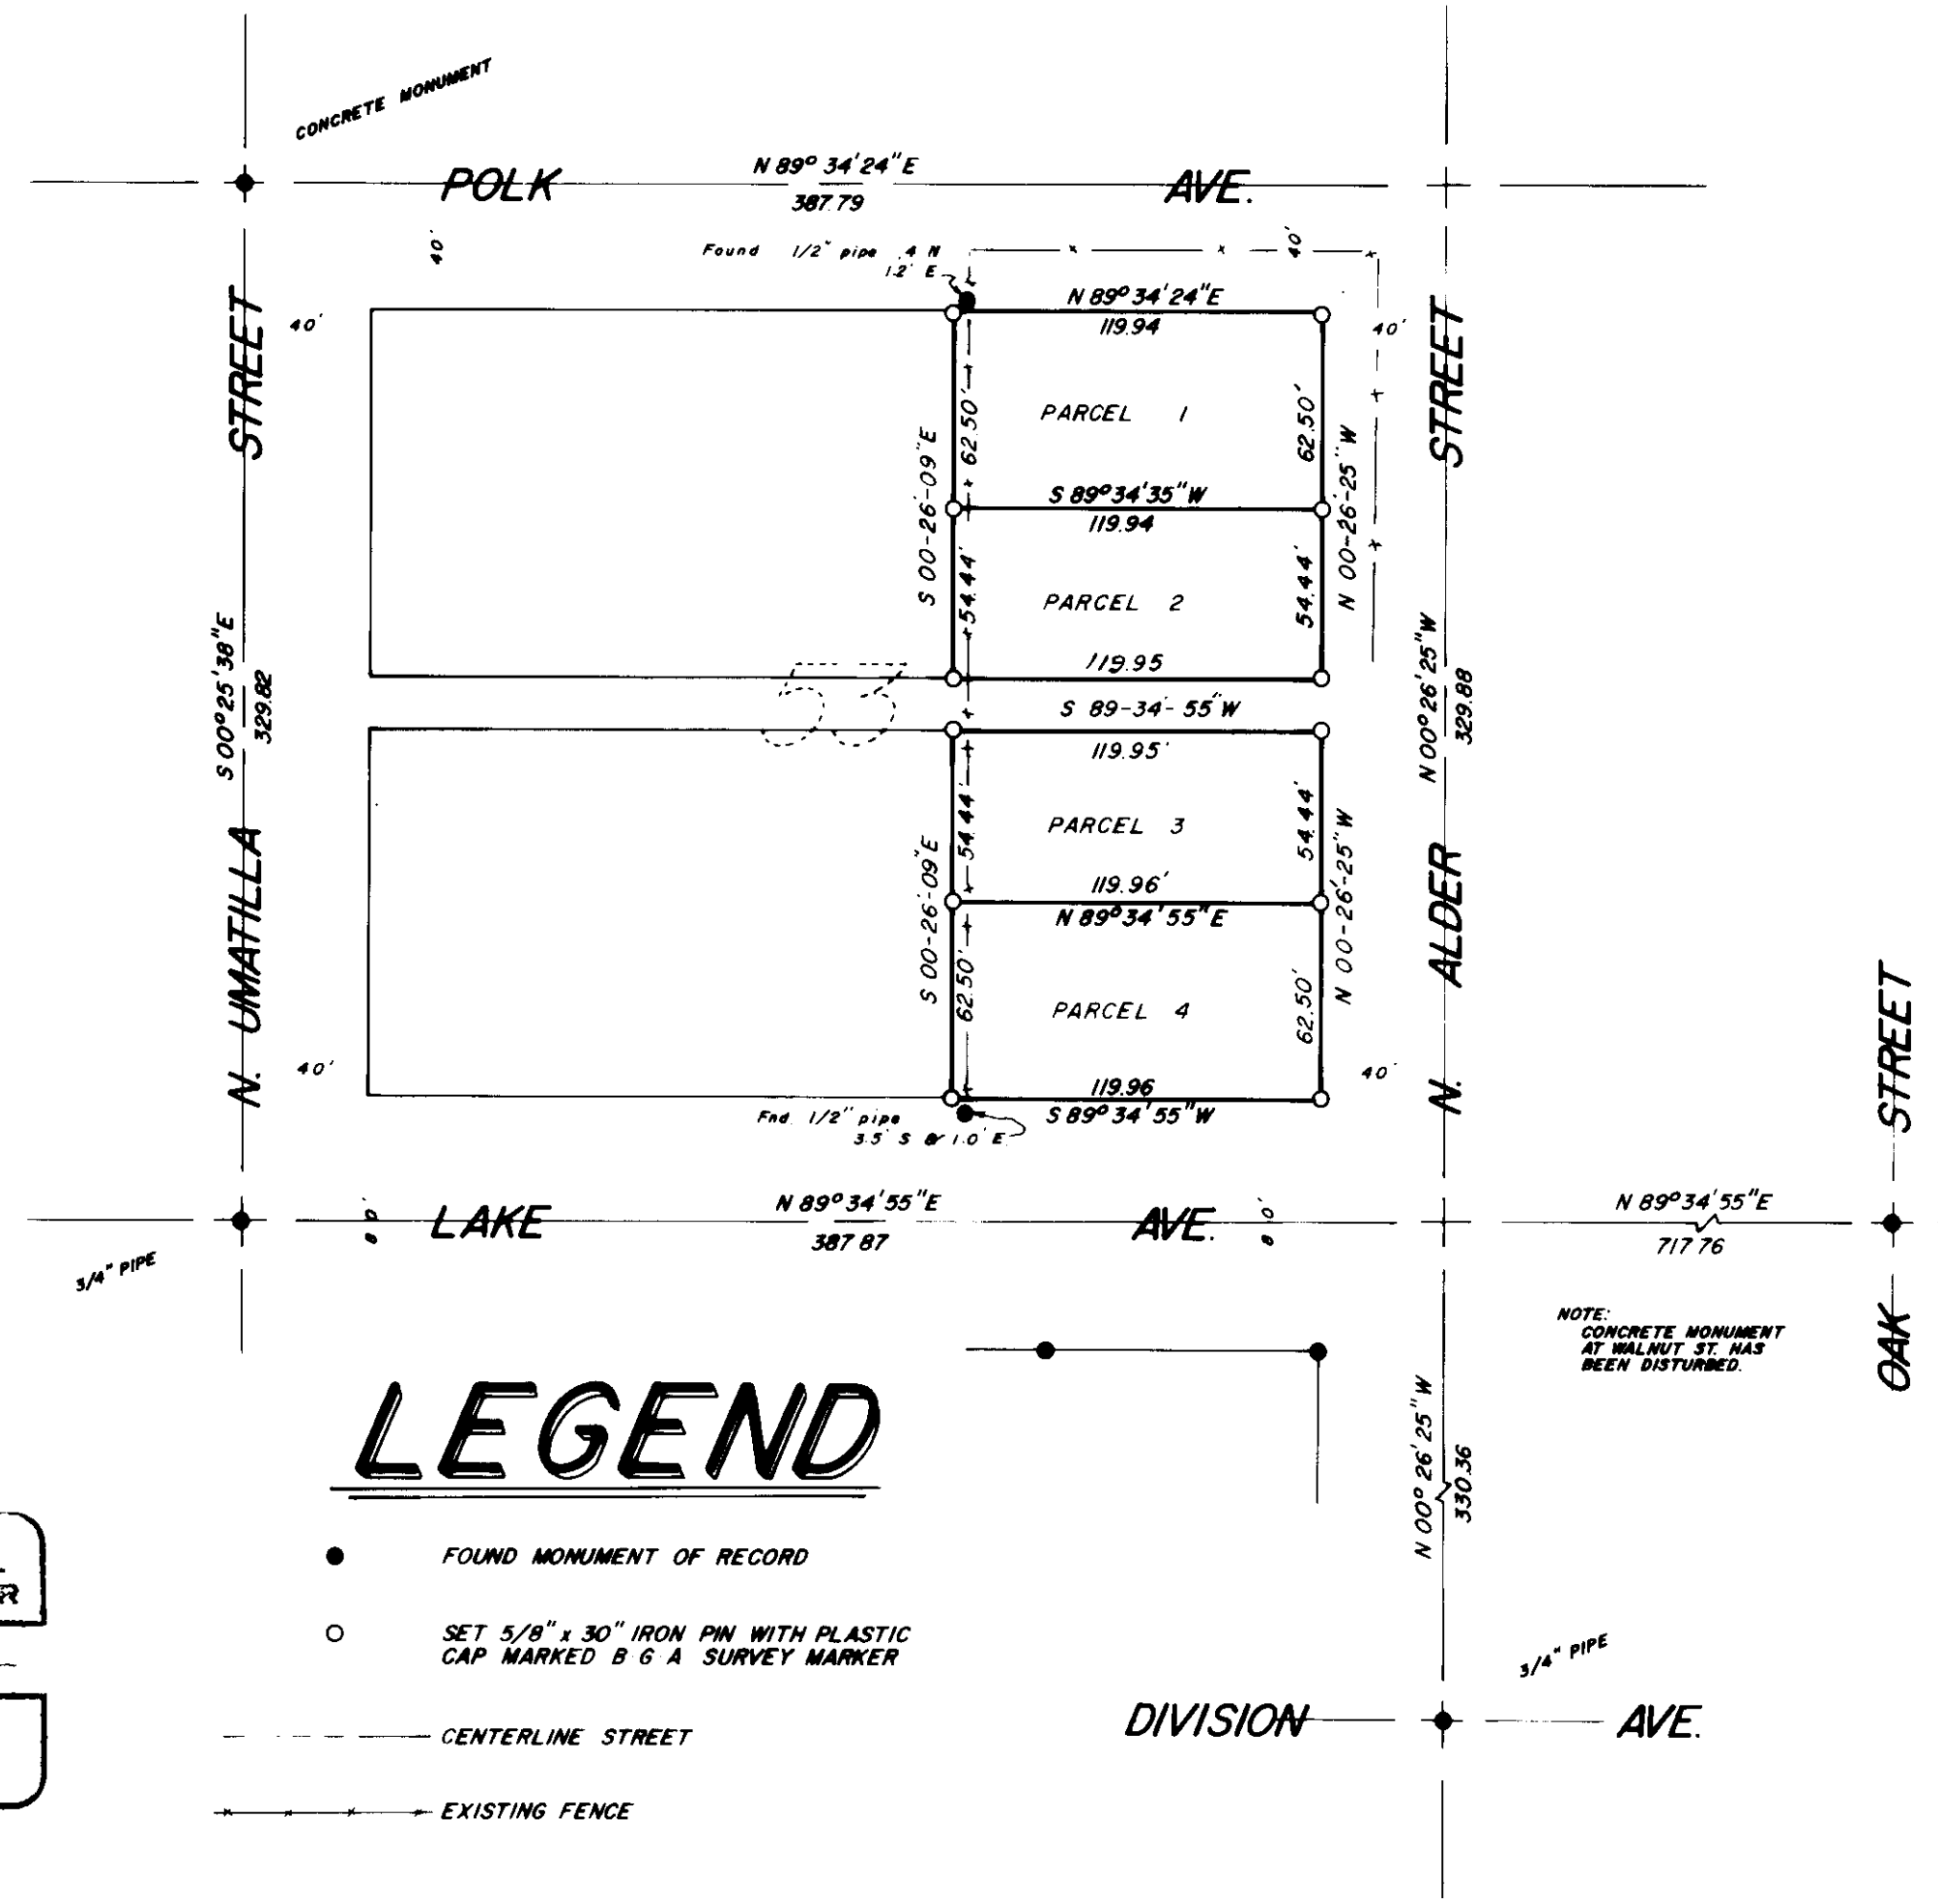 CONCRETE MONUMENT
N 89° 34' 24" E
POLK AVE.
387.79
40'
40'
Found 1/2" pipe .4 N
1.2' E
N 89° 34' 24" E
119.94
40'
40'
STREET
STREET
PARCEL 1
62.50'
62.50'
S 00-26'-09" E
N 00-26'-25" W
S 89° 34' 35" W
119.94
PARCEL 2
54.44'
54.44'
119.95
S 89-34'-55" W
S 00° 25' 38" E
329.82
N 00° 26' 25" W
329.88
55
119.95'
PARCEL 3
54.44'
54.44'
119.96'
N 89° 34' 55" E
S 00-26'-09" E
N 00-26'-25" W
PARCEL 4
62.50'
62.50'
N. UMATILLA
N. ALDER
40'
40'
119.96
S 89° 34' 55" W
Fnd. 1/2" pipe
3.5' S & 1.0' E
N 89° 34' 55" E
LAKE AVE.
387.87
80'
80'
N 89° 34' 55" E
717.76
OAK STREET
3/4" PIPE
NOTE:
CONCRETE MONUMENT
AT WALNUT ST. HAS
BEEN DISTURBED.
N 00° 26' 25" W
330.36
LEGEND
FOUND MONUMENT OF RECORD
SET 5/8" x 30" IRON PIN WITH PLASTIC
CAP MARKED B G A SURVEY MARKER
CENTERLINE STREET
EXISTING FENCE
3/4" PIPE
DIVISION AVE.